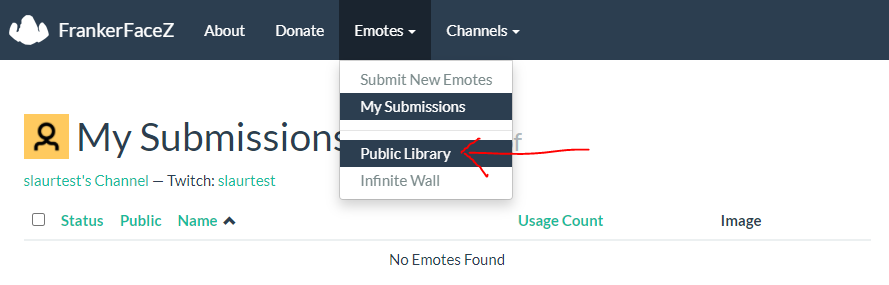 FrankerFaceZ About Donate Emotes Channels
Submit New Emotes
My Submissions
Public Library
Infinite Wall
My Submissions
slaurtest's Channel — Twitch: slaurtest
Status Public Name Usage Count Image
No Emotes Found